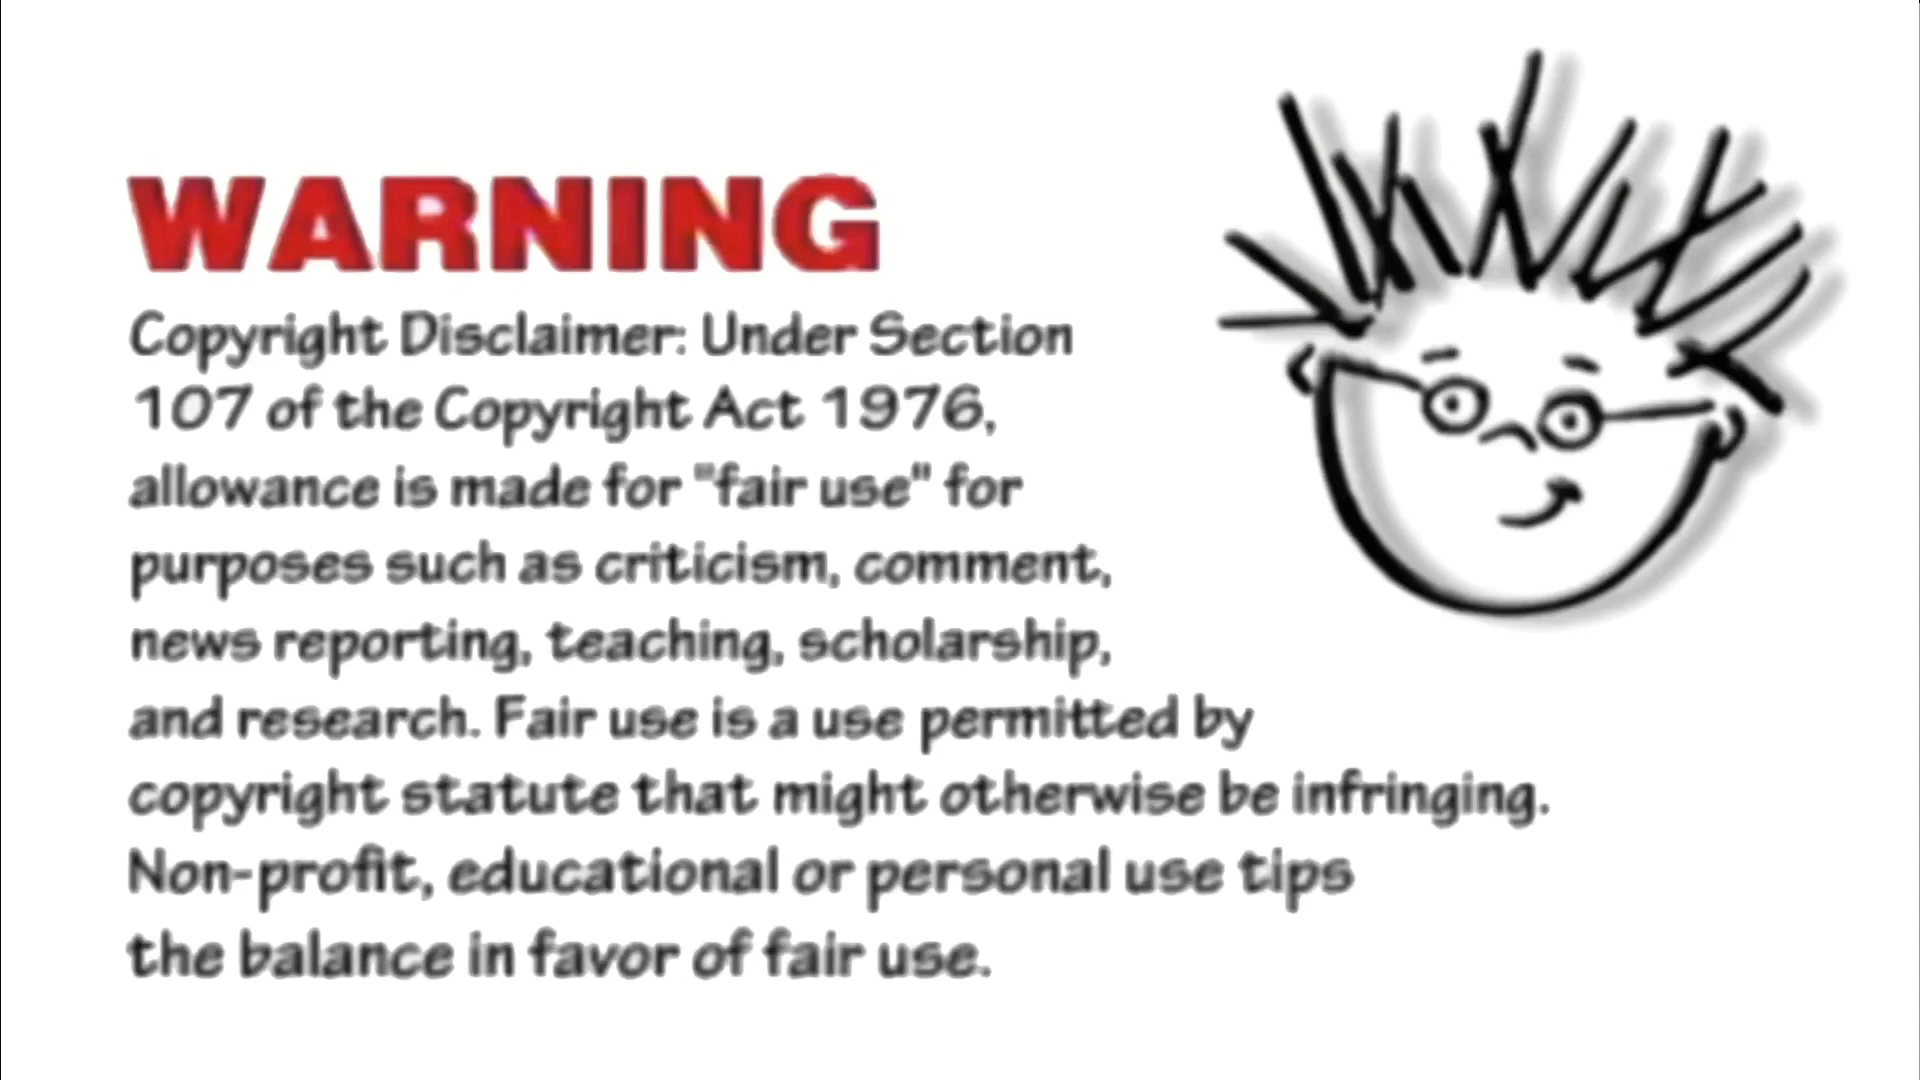 WARNING
Copyright Disclaimer: Under Section
107 of the Copyright Act 1976,
allowance is made for "fair use" for
purposes such as criticism, comment,
news reporting, teaching, scholarship,
and research. Fair use is a use permitted by
copyright statute that might otherwise be infringing.
Non-profit, educational or personal use tips
the balance in favor of fair use.